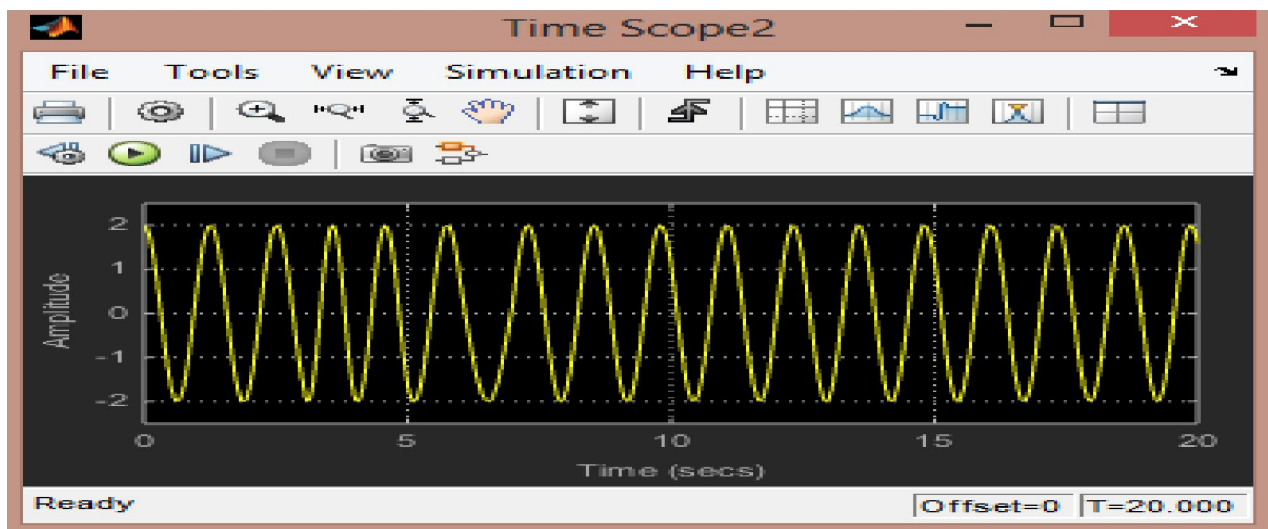 Time Scope2
File Tools View Simulation Help
2
1
0
-1
-2
Amplitude
0 5 10 15 20
Time (secs)
Ready Offset=0 T=20.000